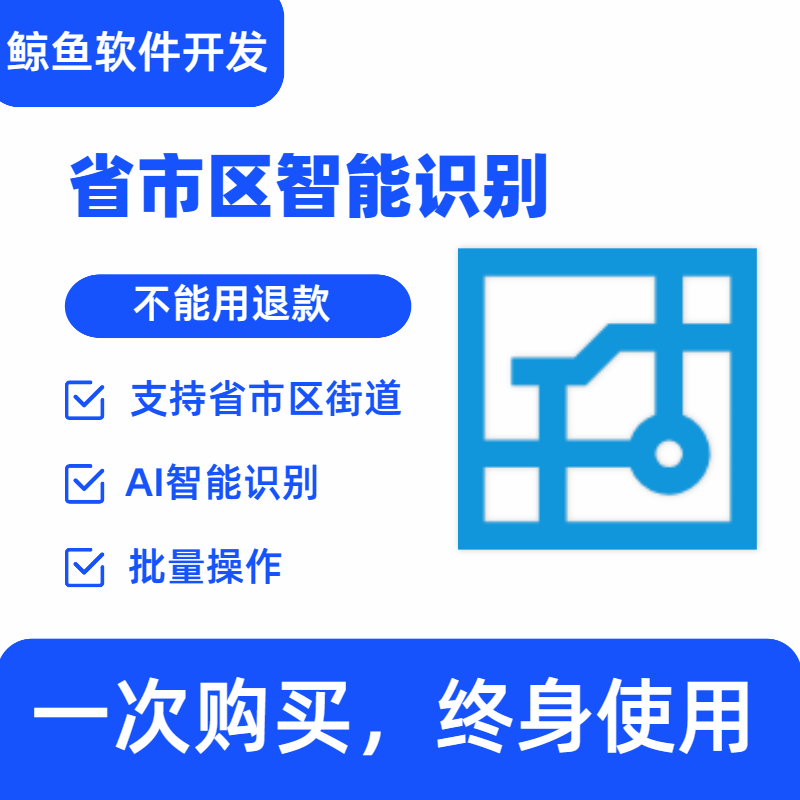 鲸鱼软件开发
省市区智能识别
不能用退款
支持省市区街道
AI智能识别
批量操作
一次购买，终身使用